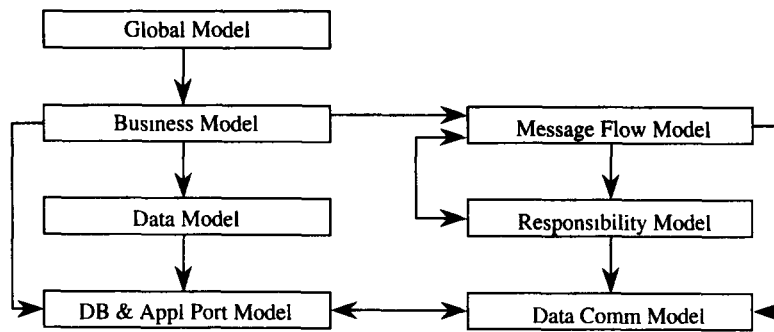 Global Model
Business Model
Message Flow Model
Data Model
Responsibility Model
DB & Appl Port Model
Data Comm Model